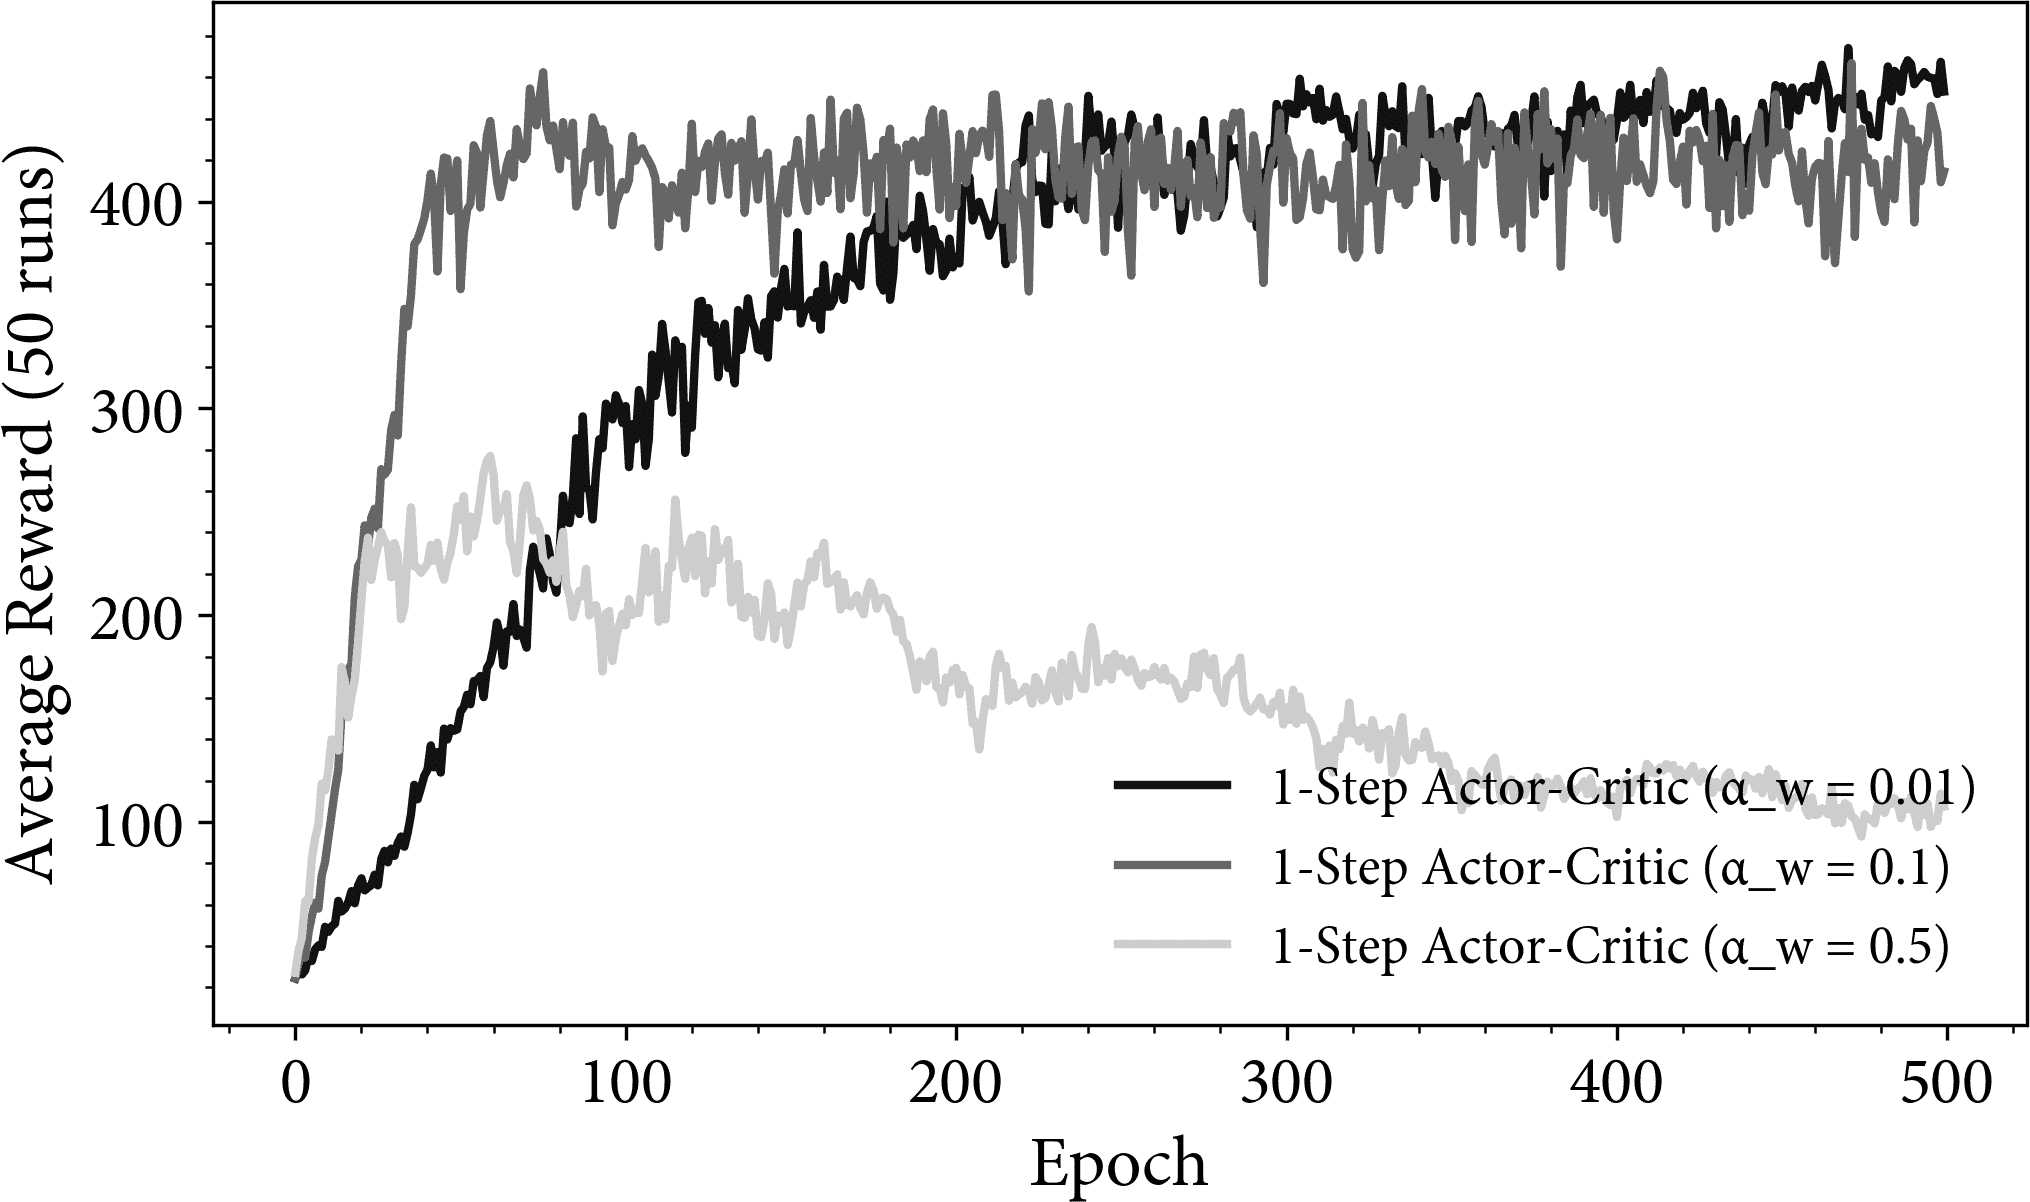 Average Reward (50 runs)
400
300
200
100
1-Step Actor-Critic (α_w = 0.01)
1-Step Actor-Critic (α_w = 0.1)
1-Step Actor-Critic (α_w = 0.5)
0 100 200 300 400 500
Epoch